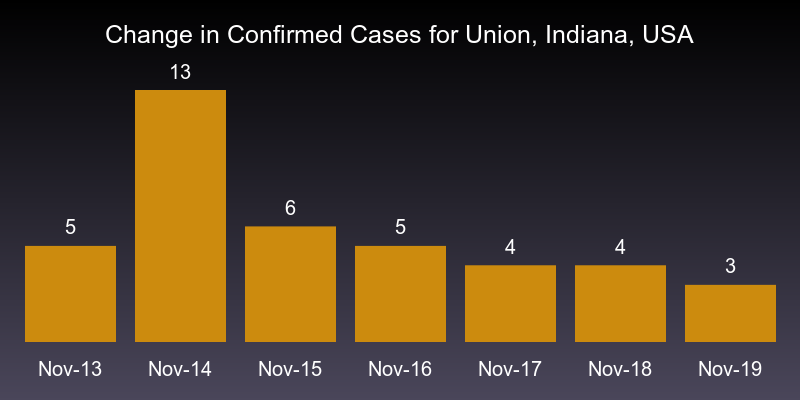 Change in Confirmed Cases for Union, Indiana, USA
13
6
5
5
4
4
3
Nov-13
Nov-14
Nov-15
Nov-16
Nov-17
Nov-18
Nov-19